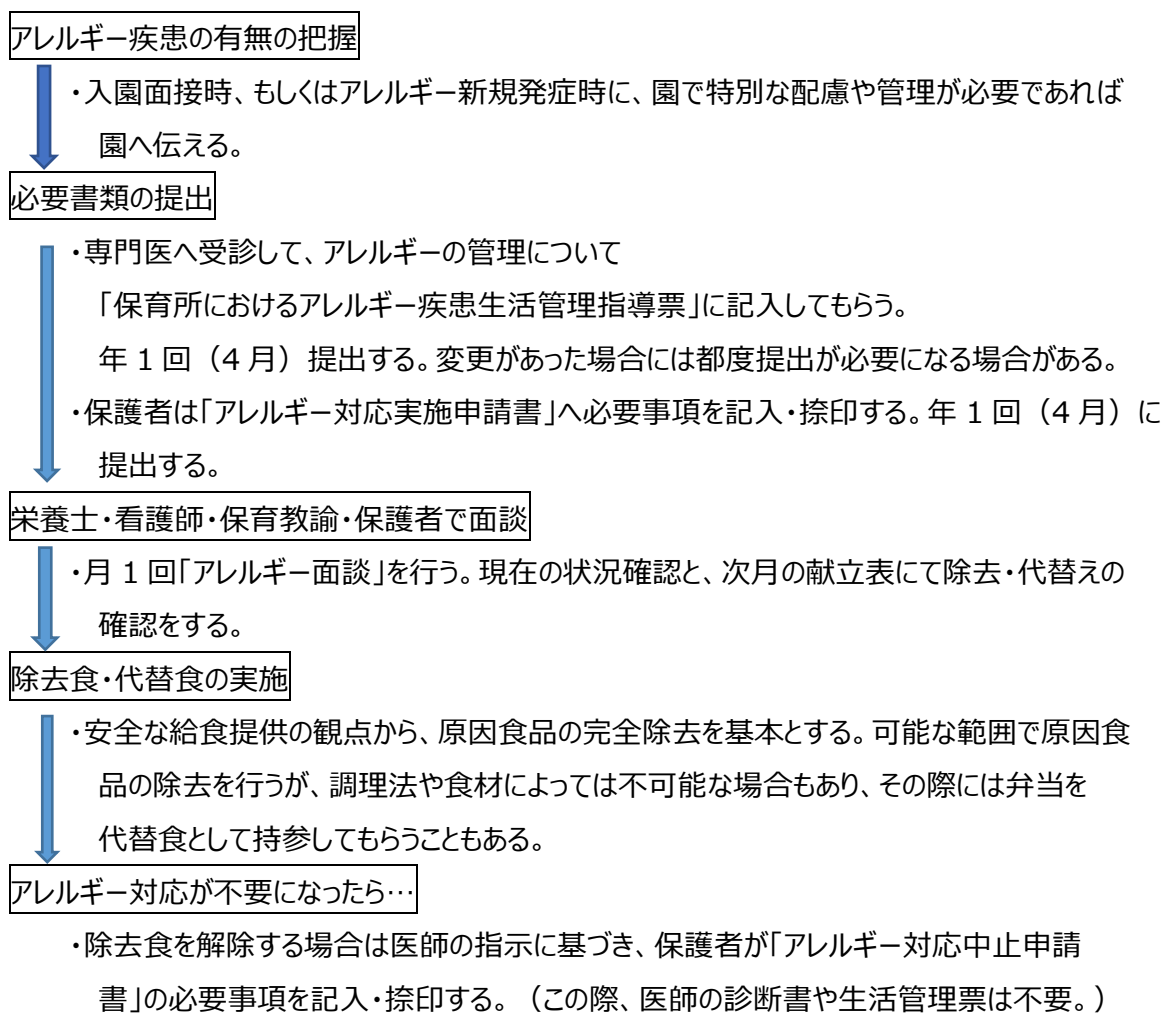 アレルギー疾患の有無の把握
・入園面接時、もしくはアレルギー新規発症時に、園で特別な配慮や管理が必要であれば
園へ伝える。
必要書類の提出
・専門医へ受診して、アレルギーの管理について
「保育所におけるアレルギー疾患生活管理指導票」に記入してもらう。
年 1 回（4 月）提出する。変更があった場合には都度提出が必要になる場合がある。
・保護者は「アレルギー対応実施申請書」へ必要事項を記入・捺印する。年 1 回（4 月）に
提出する。
栄養士・看護師・保育教諭・保護者で面談
・月 1 回「アレルギー面談」を行う。現在の状況確認と、次月の献立表にて除去・代替えの
確認をする。
除去食・代替食の実施
・安全な給食提供の観点から、原因食品の完全除去を基本とする。可能な範囲で原因食
品の除去を行うが、調理法や食材によっては不可能な場合もあり、その際には弁当を
代替食として持参してもらうこともある。
アレルギー対応が不要になったら…
・除去食を解除する場合は医師の指示に基づき、保護者が「アレルギー対応中止申請
書」の必要事項を記入・捺印する。（この際、医師の診断書や生活管理票は不要。）